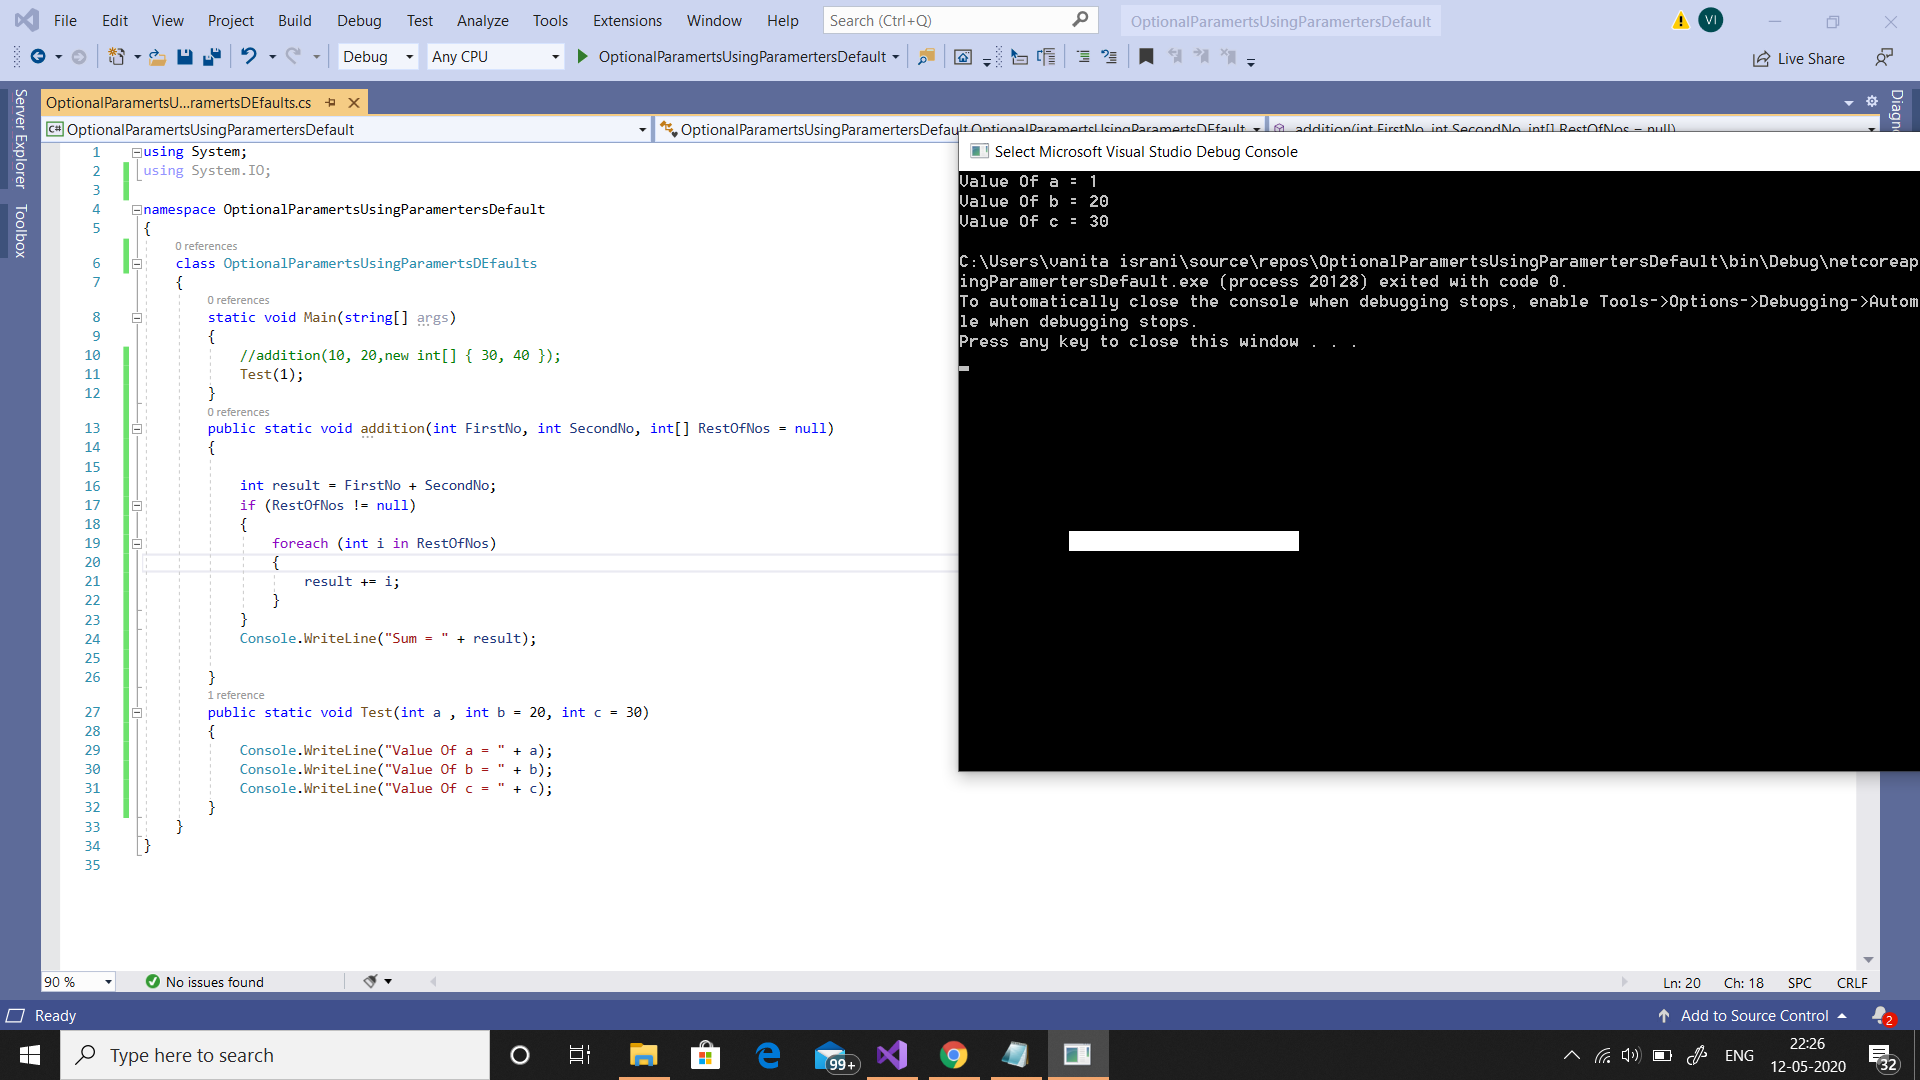 File Edit View Project Build Debug Test Analyze Tools Extensions Window Help Search (Ctrl+Q) OptionalParamertsUsingParamertersDefault VI
Debug Any CPU OptionalParamertsUsingParamertersDefault Live Share
Server Explorer
Toolbox
OptionalParamertsU...ramertsDEfaults.cs
OptionalParamertsUsingParamertersDefault OptionalParamertsUsingParamertersDefault.OptionalParamertsUsingParamertsDEfault addition(int FirstNo, int SecondNo, int[] RestOfNos = null)
1 using System;
2 using System.IO;
3
4 namespace OptionalParamertsUsingParamertersDefault
5 {
0 references
6 class OptionalParamertsUsingParamertsDEfaults
7 {
0 references
8 static void Main(string[] args)
9 {
10 //addition(10, 20,new int[] { 30, 40 });
11 Test(1);
12 }
0 references
13 public static void addition(int FirstNo, int SecondNo, int[] RestOfNos = null)
14 {
15
16 int result = FirstNo + SecondNo;
17 if (RestOfNos != null)
18 {
19 foreach (int i in RestOfNos)
20 {
21 result += i;
22 }
23 }
24 Console.WriteLine("Sum = " + result);
25
26 }
1 reference
27 public static void Test(int a , int b = 20, int c = 30)
28 {
29 Console.WriteLine("Value Of a = " + a);
30 Console.WriteLine("Value Of b = " + b);
31 Console.WriteLine("Value Of c = " + c);
32 }
33 }
34 }
35
Select Microsoft Visual Studio Debug Console
Value Of a = 1
Value Of b = 20
Value Of c = 30
C:\Users\vanita israni\source\repos\OptionalParamertsUsingParamertersDefault\bin\Debug\netcoreap
ingParamertersDefault.exe (process 20128) exited with code 0.
To automatically close the console when debugging stops, enable Tools->Options->Debugging->Autom
le when debugging stops.
Press any key to close this window . . .
90 % No issues found Ln: 20 Ch: 18 SPC CRLF
Ready Add to Source Control 2
Type here to search 99+ ENG 22:26
12-05-2020 32